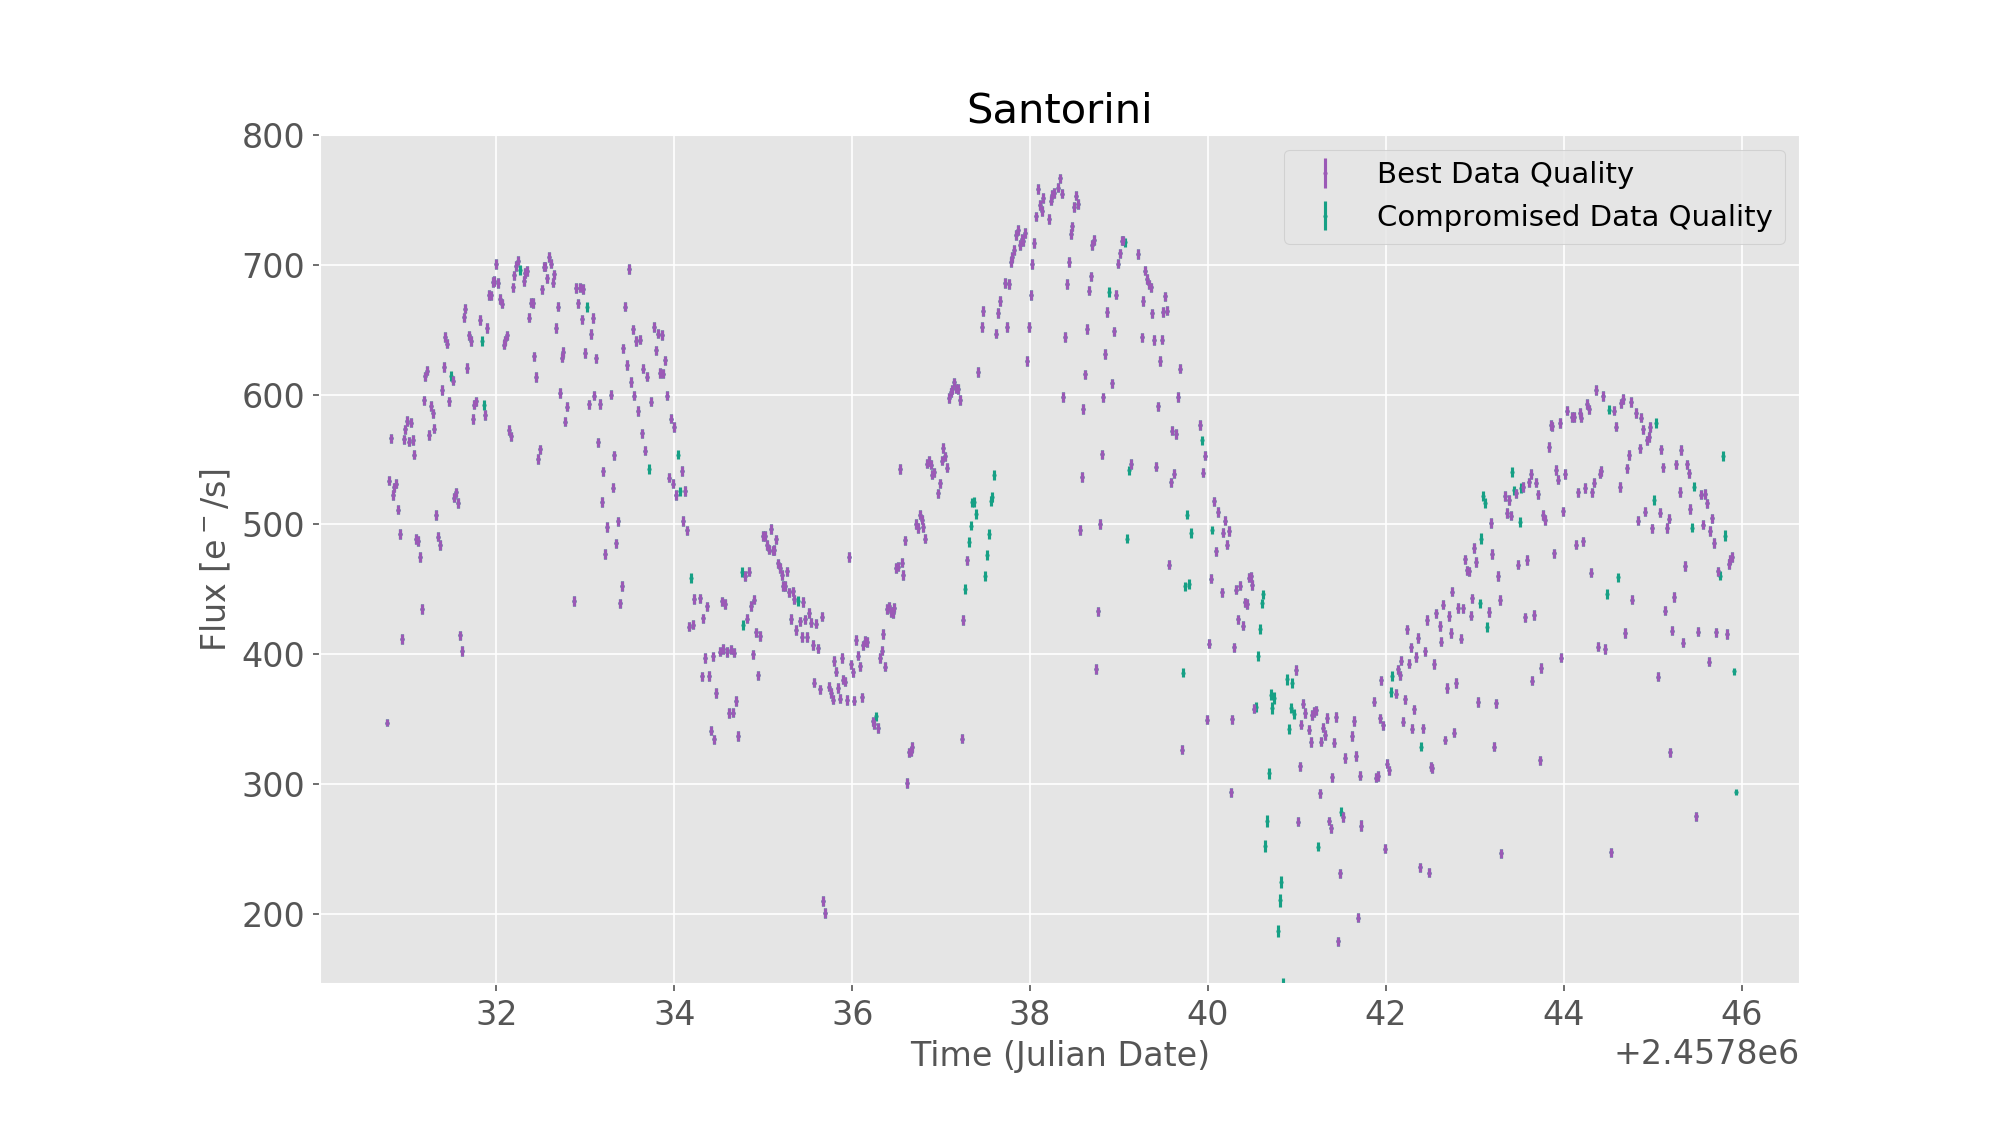 Santorini
800
700
600
500
400
300
200
Flux [e⁻/s]
Best Data Quality
Compromised Data Quality
32 34 36 38 40 42 44 46
Time (Julian Date)
+2.4578e6